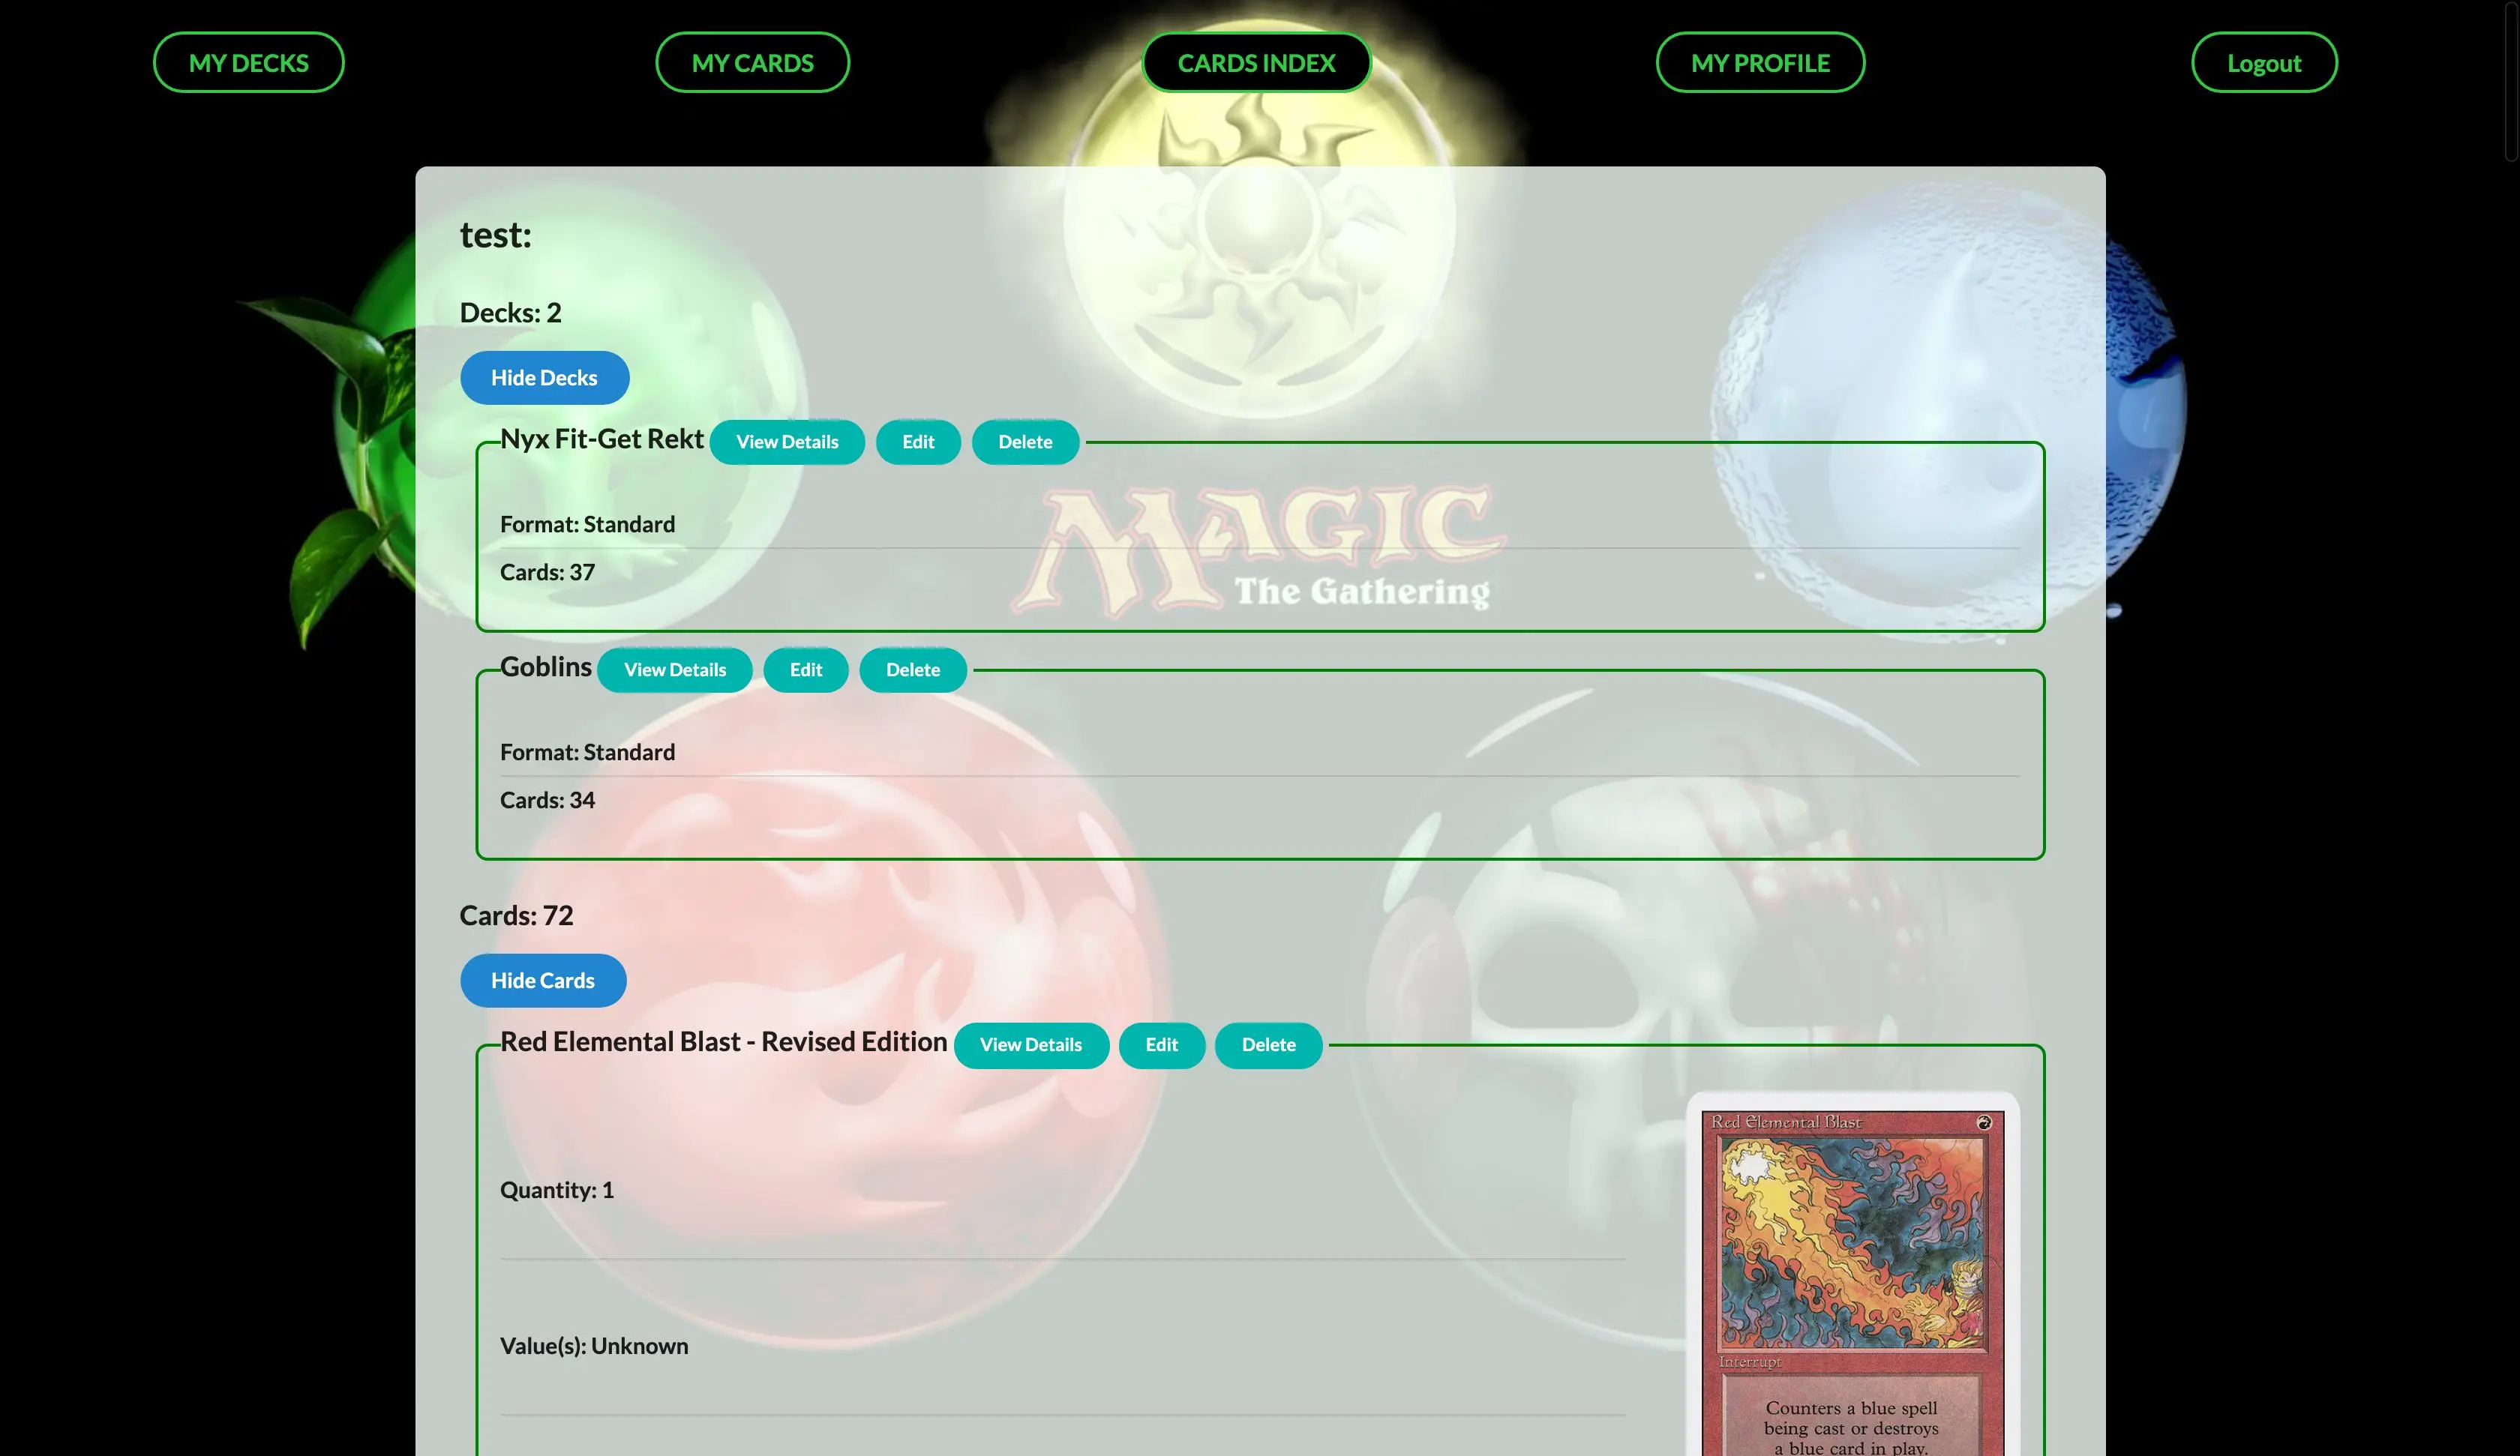 MY DECKS
MY CARDS
CARDS INDEX
MY PROFILE
Logout
test:
Decks: 2
Hide Decks
Nyx Fit-Get Rekt View Details Edit Delete
Format: Standard
Cards: 37
MAGIC
The Gathering
Goblins View Details Edit Delete
Format: Standard
Cards: 34
Cards: 72
Hide Cards
Red Elemental Blast - Revised Edition View Details Edit Delete
Quantity: 1
Value(s): Unknown
Red Elemental Blast
Interrupt
Counters a blue spell
being cast or destroys
a blue card in play.